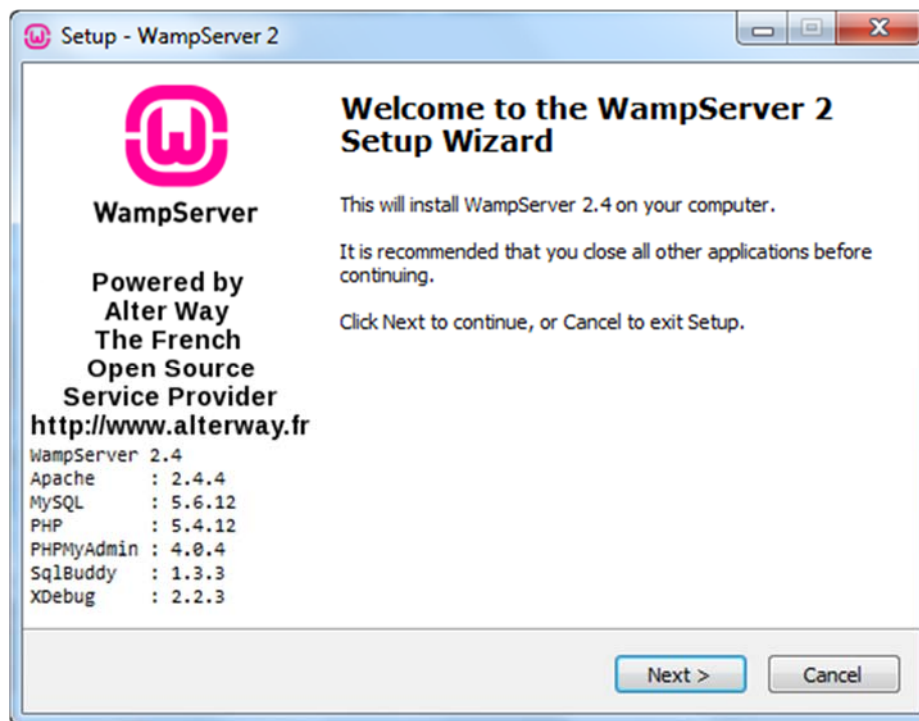 Setup - WampServer 2
WampServer
Powered by
Alter Way
The French
Open Source
Service Provider
http://www.alterway.fr
WampServer 2.4
Apache : 2.4.4
MySQL : 5.6.12
PHP : 5.4.12
PHPMyAdmin : 4.0.4
SqlBuddy : 1.3.3
XDebug : 2.2.3
Welcome to the WampServer 2
Setup Wizard
This will install WampServer 2.4 on your computer.
It is recommended that you close all other applications before
continuing.
Click Next to continue, or Cancel to exit Setup.
Next >
Cancel